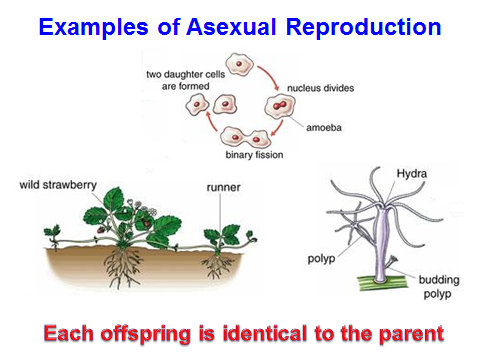 Examples of Asexual Reproduction
two daughter cells
are formed
nucleus divides
amoeba
binary fission
wild strawberry
runner
Hydra
polyp
budding
polyp
Each offspring is identical to the parent